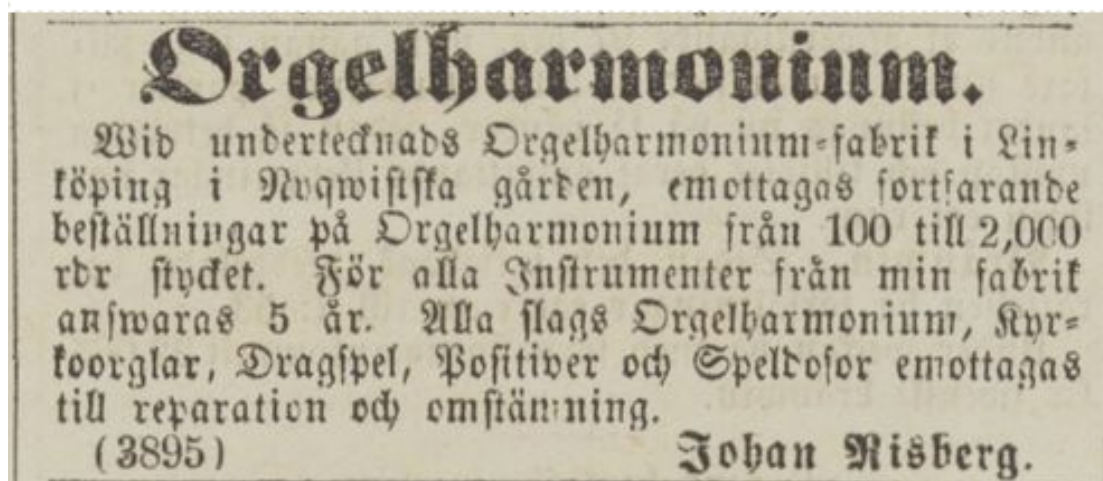 Orgelharmonium.
Wid undertecknads Orgelharmonium-fabrik i Lin-
köping i Nyqwistska gården, emottagas fortfarande
beställningar på Orgelharmonium från 100 till 2,000
rdr stycket. För alla Instrumenter från min fabrik
answaras 5 år. Alla slags Orgelharmonium, Kyr-
koorglar, Dragspel, Positiver och Speldosor emottagas
till reparation och omstämning.
(3895) Johan Risberg.